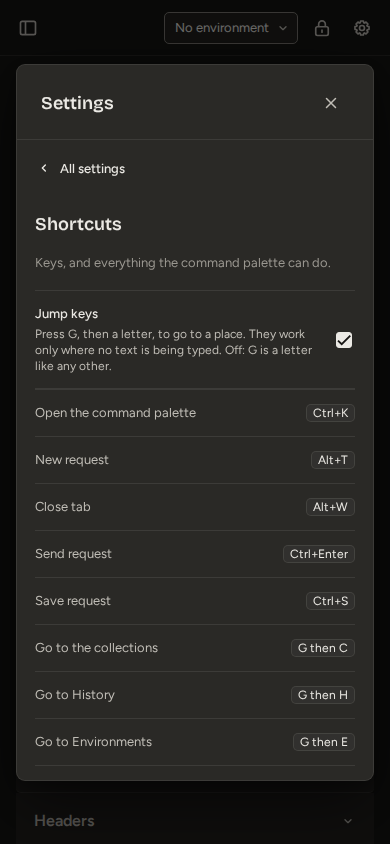 No environment
Settings
All settings
Shortcuts
Keys, and everything the command palette can do.
Jump keys
Press G, then a letter, to go to a place. They work
only where no text is being typed. Off: G is a letter
like any other.
Open the command palette Ctrl+K
New request Alt+T
Close tab Alt+W
Send request Ctrl+Enter
Save request Ctrl+S
Go to the collections G then C
Go to History G then H
Go to Environments G then E
Headers